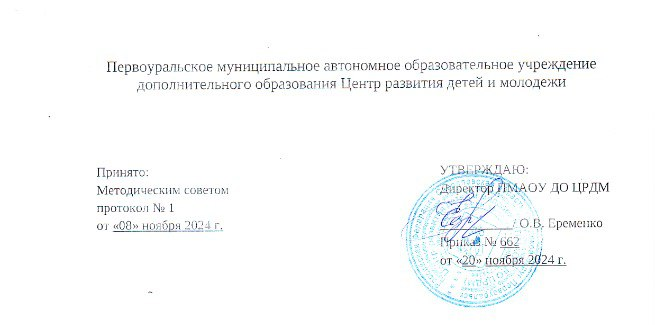 Первоуральское муниципальное автономное образовательное учреждение
дополнительного образования Центр развития детей и молодежи
Принято:
Методическим советом
протокол № 1
от «08» ноября 2024 г.
УТВЕРЖДАЮ:
Директор ПМАОУ ДО ЦРДМ
/ О.В. Еременко
Приказ № 662
от «20» ноября 2024 г.